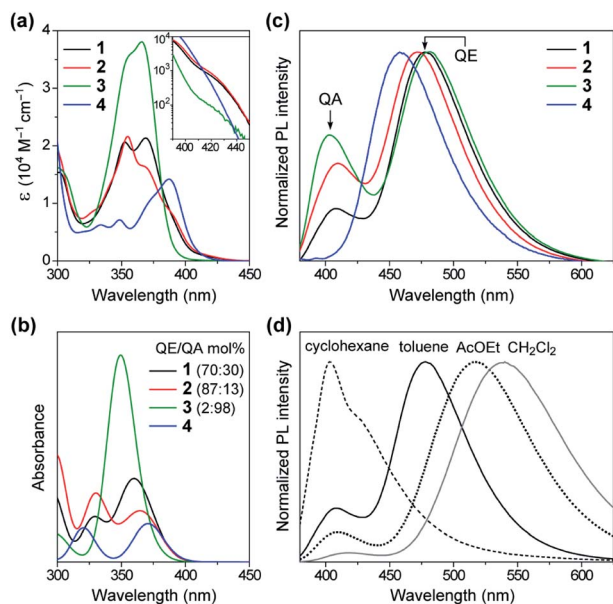 (a)
4
3
2
1
0
ε (10⁴ M⁻¹ cm⁻¹)
1
2
3
4
10⁴
10³
10²
400 420 440
300 350 400 450
Wavelength (nm)
(c)
Normalized PL intensity
QA
QE
1
2
3
4
400 450 500 550 600
Wavelength (nm)
(b)
Absorbance
QE/QA mol%
1 (70:30)
2 (87:13)
3 (2:98)
4
300 350 400 450
Wavelength (nm)
(d)
Normalized PL intensity
cyclohexane toluene AcOEt CH₂Cl₂
400 450 500 550 600
Wavelength (nm)